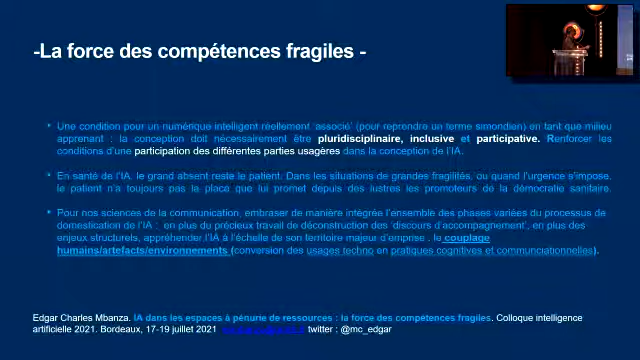 -La force des compétences fragiles -
• Une condition pour un numérique intelligent réellement 'associé' (pour reprendre un terme simondien) en tant que milieu
apprenant : la conception doit nécessairement être pluridisciplinaire, inclusive et participative. Renforcer les
conditions d'une participation des différentes parties usagères dans la conception de l'IA.
• En santé de l'IA, le grand absent reste le patient. Dans les situations de grandes fragilités, ou quand l'urgence s'impose,
le patient n'a toujours pas la place que lui promet depuis des lustres les promoteurs de la démocratie sanitaire.
• Pour nos sciences de la communication, embraser de manière intégrée l'ensemble des phases variées du processus de
domestication de l'IA : en plus du précieux travail de déconstruction des 'discours d'accompagnement', en plus des
enjeux structurels, appréhender l'IA à l'échelle de son territoire majeur d'emprise , le couplage
humains/artefacts/environnements (conversion des usages techno en pratiques cognitives et communctiationnelles).
Edgar Charles Mbanza. IA dans les espaces à pénurie de ressources : la force des compétences fragiles. Colloque intelligence
artificielle 2021. Bordeaux, 17-19 juillet 2021 twitter : @mc_edgar